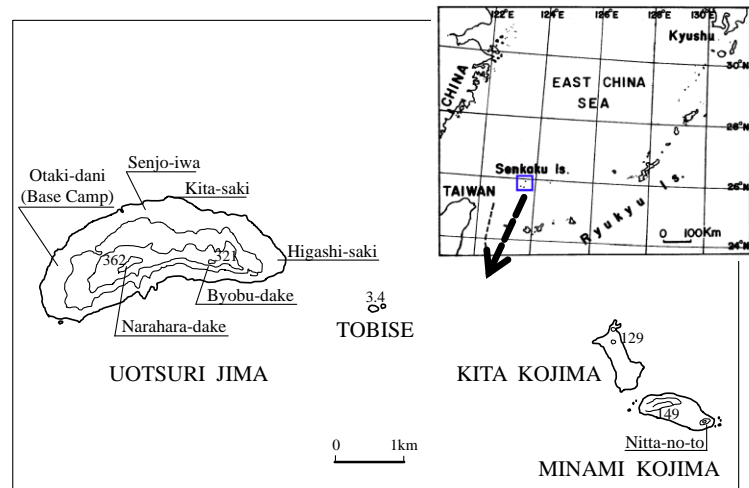 122°E 124°E 126°E 128°E 130°E
Kyushu
30°N
CHINA
EAST CHINA
SEA
28°N
Senkaku Is.
TAIWAN
26°N
Ryukyu Is.
0 100Km
24°N
Senjo-iwa
Otaki-dani
(Base Camp)
Kita-saki
Higashi-saki
362
321
Byobu-dake
Narahara-dake
3.4
TOBISE
UOTSURI JIMA
129
KITA KOJIMA
149
Nitta-no-to
MINAMI KOJIMA
0 1km